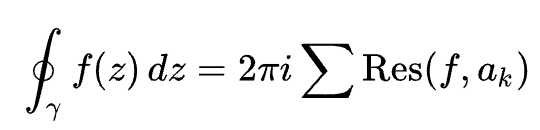 ∮_γ f(z) dz = 2πi ∑ Res(f, a_k)